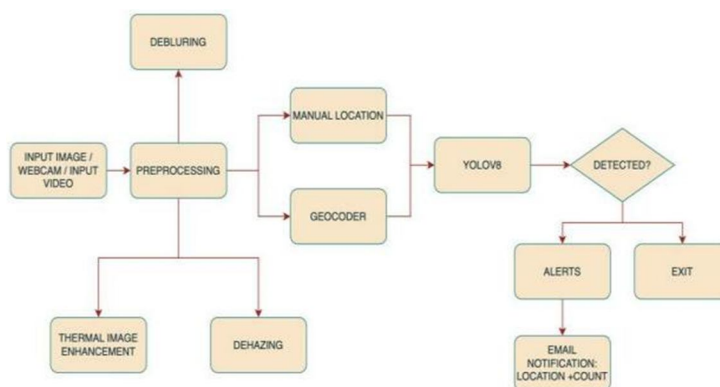 DEBLURING
MANUAL LOCATION
INPUT IMAGE /
WEBCAM / INPUT
VIDEO
PREPROCESSING
YOLOV8
DETECTED?
GEOCODER
ALERTS
EXIT
THERMAL IMAGE
ENHANCEMENT
DEHAZING
EMAIL
NOTIFICATION:
LOCATION +COUNT